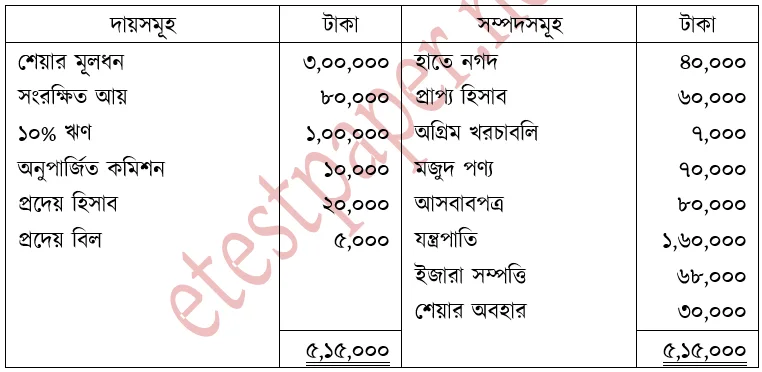 দায়সমূহ টাকা সম্পদসমূহ টাকা
শেয়ার মূলধন ৩,০০,০০০ হাতে নগদ ৪০,০০০
সংরক্ষিত আয় ৮০,০০০ প্রাপ্য হিসাব ৬০,০০০
১০% ঋণ ১,০০,০০০ অগ্রিম খরচাবলি ৭,০০০
অনুপার্জিত কমিশন ১০,০০০ মজুদ পণ্য ৭০,০০০
প্রদেয় হিসাব ২০,০০০ আসবাবপত্র ৮০,০০০
প্রদেয় বিল ৫,০০০ যন্ত্রপাতি ১,৬০,০০০
ইজারা সম্পত্তি ৬৮,০০০
শেয়ার অবহার ৩০,০০০
৫,১৫,০০০ ৫,১৫,০০০
etestpaper.ne